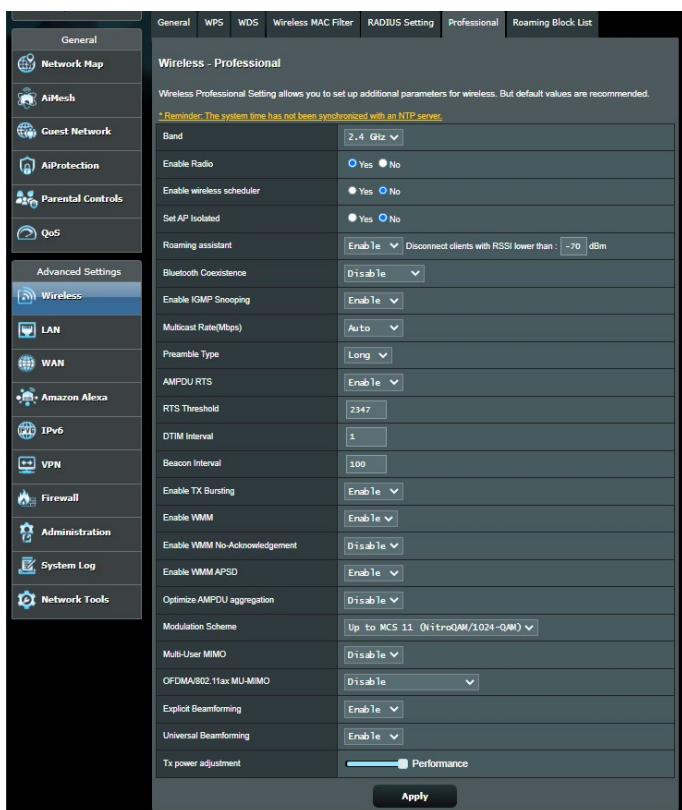 General WPS WDS Wireless MAC Filter RADIUS Setting Professional Roaming Block List
General
Network Map
AiMesh
Guest Network
AiProtection
Parental Controls
QoS
Advanced Settings
Wireless
LAN
WAN
Amazon Alexa
IPv6
VPN
Firewall
Administration
System Log
Network Tools
Wireless - Professional
Wireless Professional Setting allows you to set up additional parameters for wireless. But default values are recommended.
* Reminder: The system time has not been synchronized with an NTP server.
Band 2.4 GHz
Enable Radio Yes No
Enable wireless scheduler Yes No
Set AP Isolated Yes No
Roaming assistant Enable Disconnect clients with RSSI lower than : -70 dBm
Bluetooth Coexistence Disable
Enable IGMP Snooping Enable
Multicast Rate(Mbps) Auto
Preamble Type Long
AMPDU RTS Enable
RTS Threshold 2347
DTIM Interval 1
Beacon Interval 100
Enable TX Bursting Enable
Enable WMM Enable
Enable WMM No-Acknowledgement Disable
Enable WMM APSD Enable
Optimize AMPDU aggregation Disable
Modulation Scheme Up to MCS 11 (NitroQAM/1024-QAM)
Multi-User MIMO Disable
OFDMA/802.11ax MU-MIMO Disable
Explicit Beamforming Enable
Universal Beamforming Enable
Tx power adjustment Performance
Apply